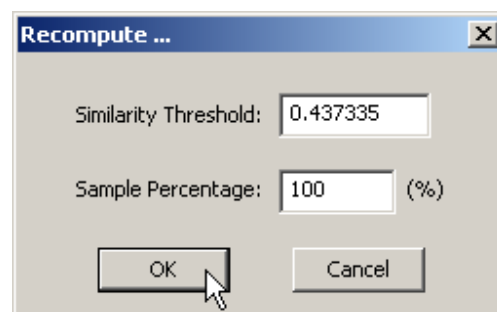 Recompute ...
Similarity Threshold: 0.437335
Sample Percentage: 100 (%)
OK Cancel